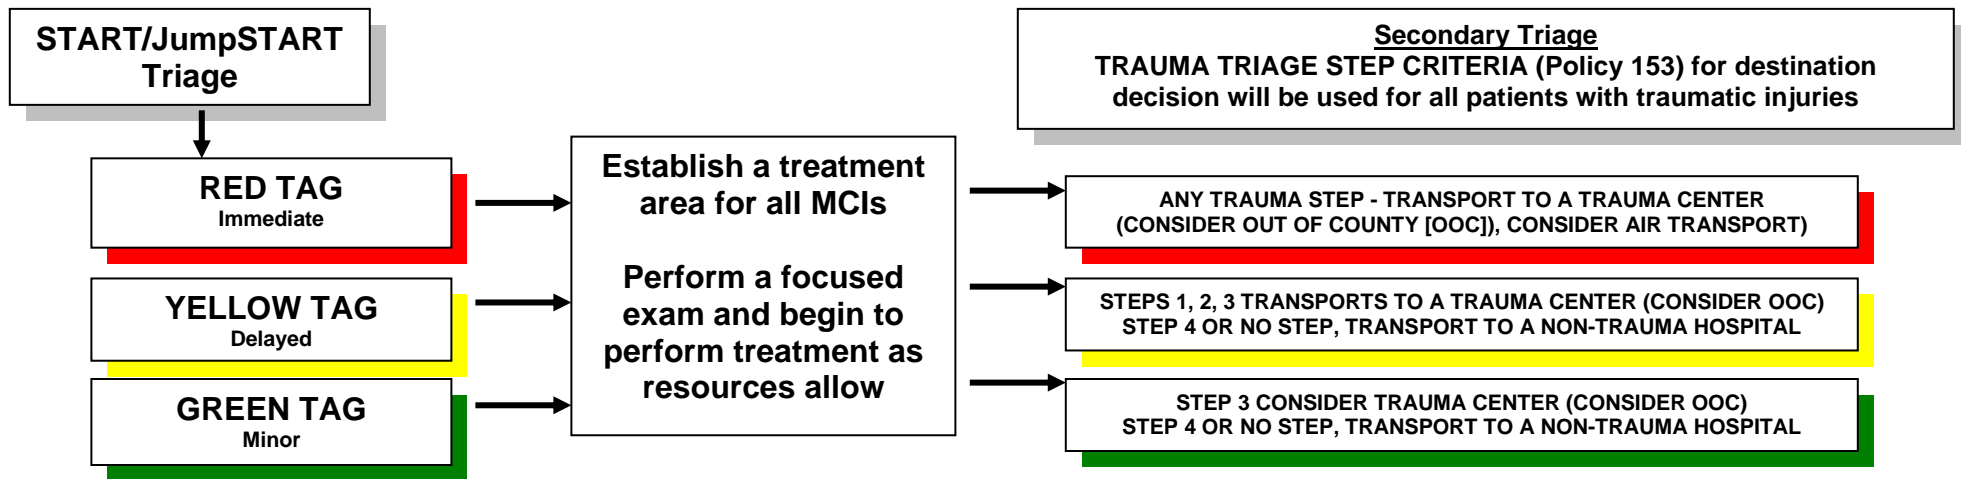 START/JumpSTART
Triage
RED TAG
Immediate
YELLOW TAG
Delayed
GREEN TAG
Minor
Establish a treatment
area for all MCIs
Perform a focused
exam and begin to
perform treatment as
resources allow
Secondary Triage
TRAUMA TRIAGE STEP CRITERIA (Policy 153) for destination
decision will be used for all patients with traumatic injuries
ANY TRAUMA STEP - TRANSPORT TO A TRAUMA CENTER
(CONSIDER OUT OF COUNTY [OOC]), CONSIDER AIR TRANSPORT)
STEPS 1, 2, 3 TRANSPORTS TO A TRAUMA CENTER (CONSIDER OOC)
STEP 4 OR NO STEP, TRANSPORT TO A NON-TRAUMA HOSPITAL
STEP 3 CONSIDER TRAUMA CENTER (CONSIDER OOC)
STEP 4 OR NO STEP, TRANSPORT TO A NON-TRAUMA HOSPITAL